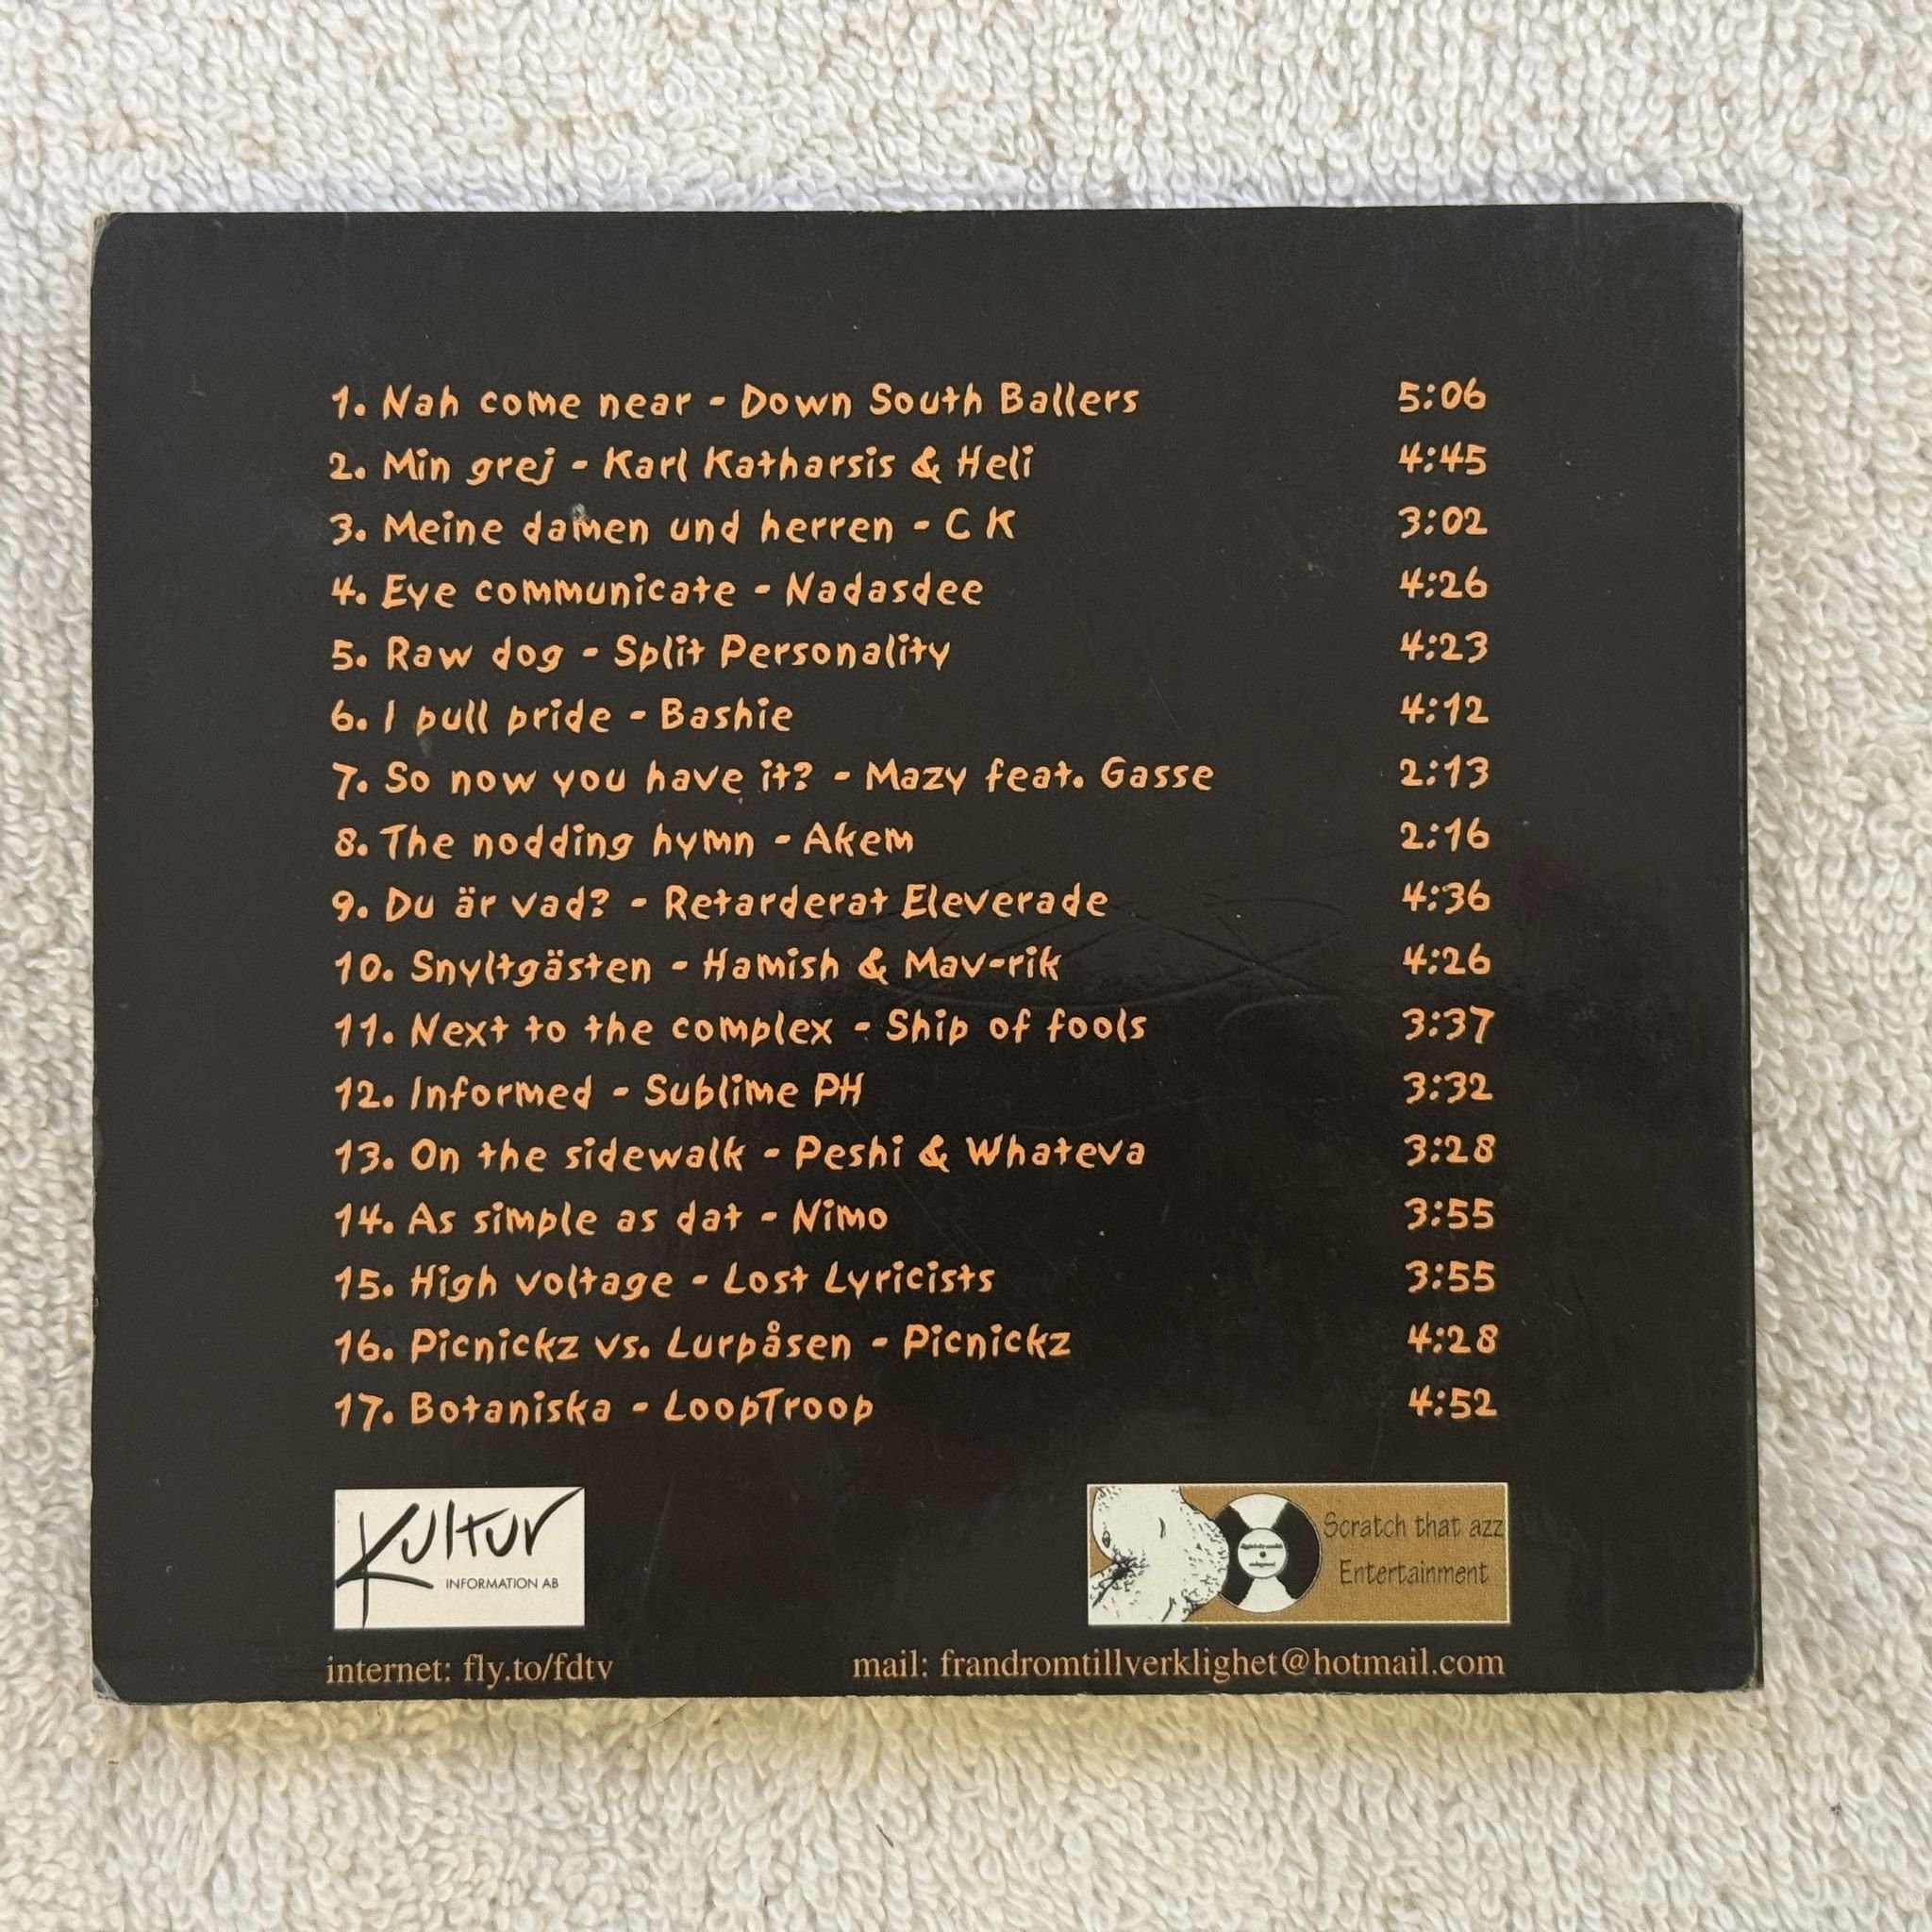 1. Nah come near - Down South Ballers 5:06
2. Min grej - Karl Katharsis & Heli 4:45
3. Meine damen und herren - C K 3:02
4. Eye communicate - Nadasdee 4:26
5. Raw dog - Split Personality 4:23
6. I pull pride - Bashie 4:12
7. So now you have it? - Mazy feat. Gasse 2:13
8. The nodding hymn - Akem 2:16
9. Du är vad? - Retarderat Eleverade 4:36
10. Snyltgästen - Hamish & Mav-rik 4:26
11. Next to the complex - Ship of fools 3:37
12. Informed - Sublime PH 3:32
13. On the sidewalk - Peshi & Whateva 3:28
14. As simple as dat - Nimo 3:55
15. High voltage - Lost Lyricists 3:55
16. Picnickz vs. Lurpåsen - Picnickz 4:28
17. Botaniska - LoopTroop 4:52
Kultur
INFORMATION AB
Scratch that azz
Entertainment
internet: fly.to/fdtv
mail: frandromtillverklighet@hotmail.com